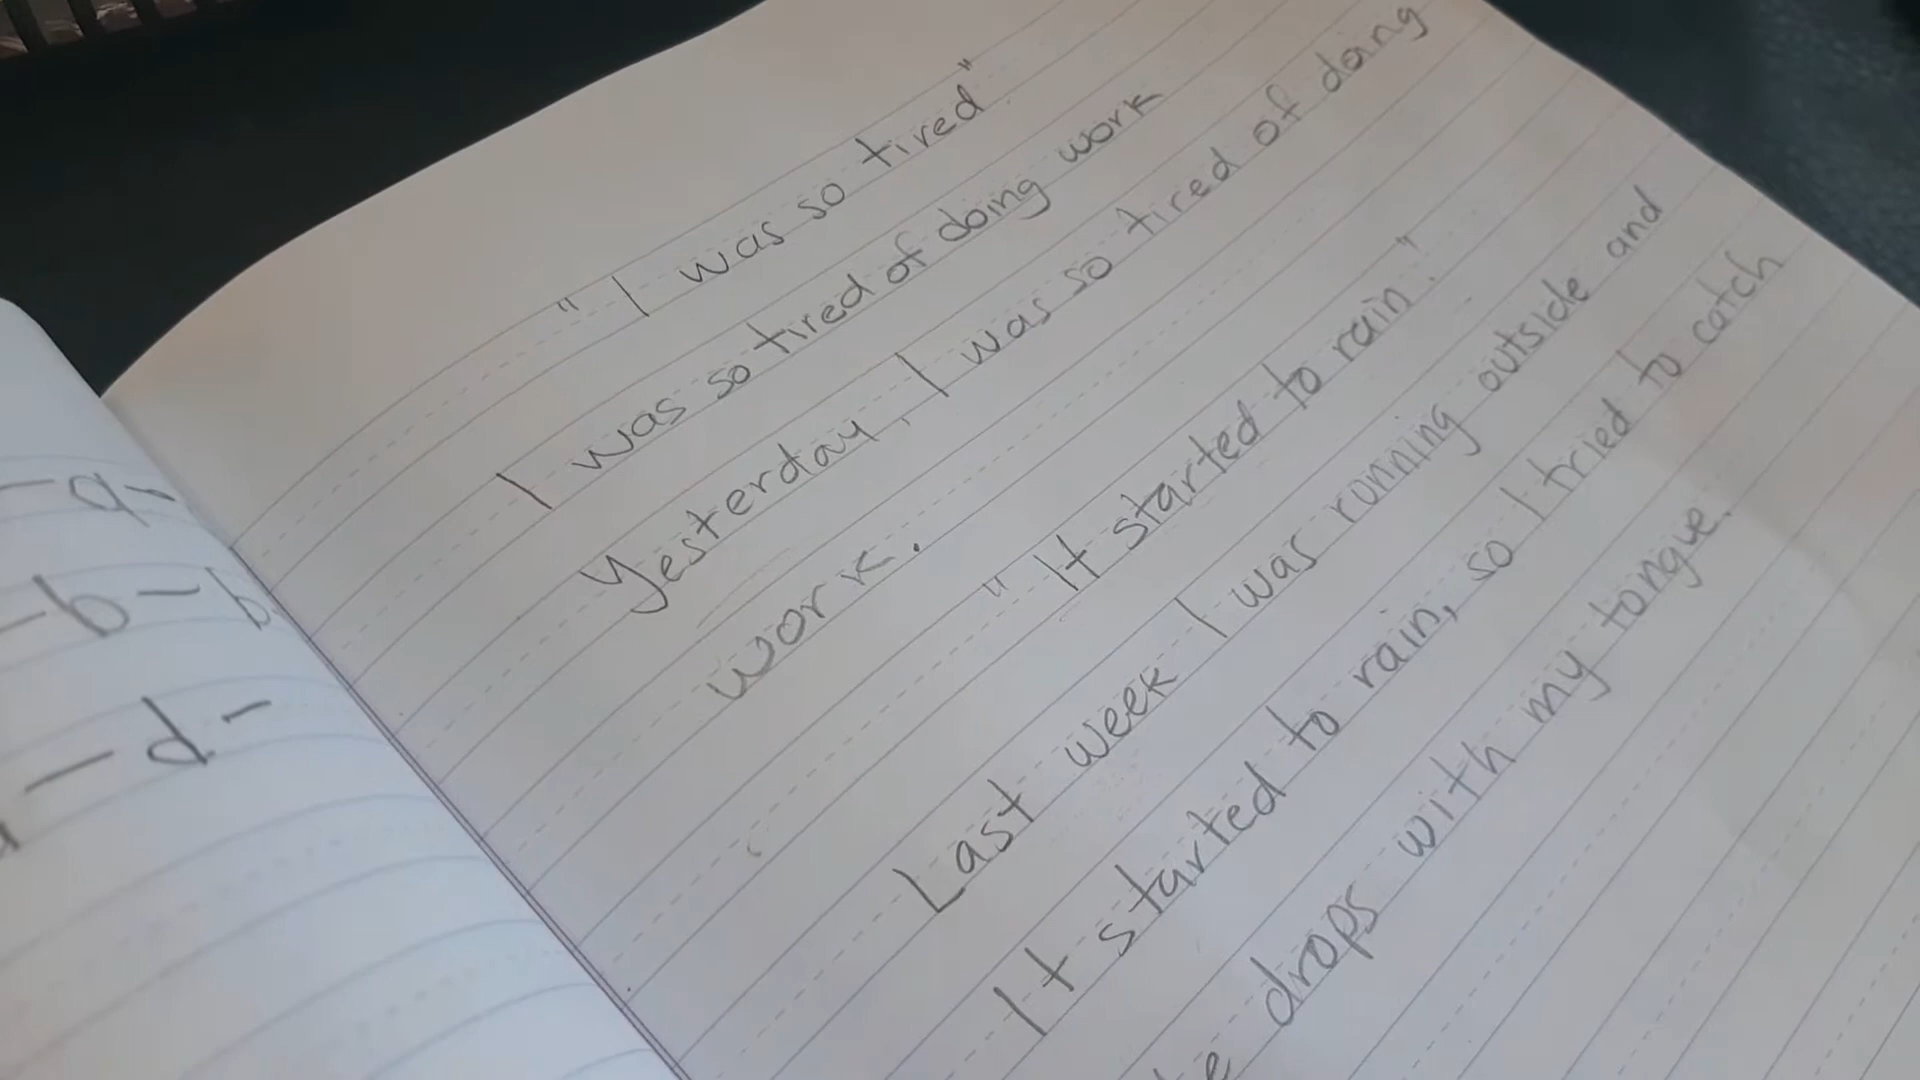 " I was so tired"
I was so tired of doing work
Yesterday, I was so tired of doing
work.
" It started to rain."
Last week I was running outside and
It started to rain, so I tried to catch
drops with my tongue.